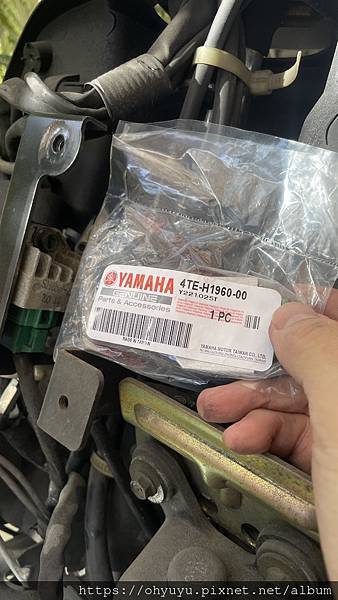 YAMAHA
GENUINE
Parts & Accessories
4TE-H1960-00
Y221025T
1 PC
MADE IN TAIWAN
YAMAHA MOTOR TAIWAN CO.,LTD.
https://ohyuyu.pixnet.net/album